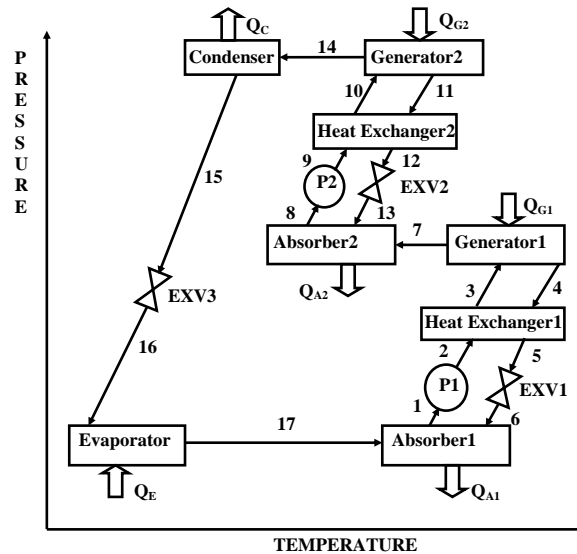 PRESSURE
QC
QG2
Condenser
14
Generator2
10
11
Heat Exchanger2
9
12
P2
EXV2
15
8
13
QG1
Absorber2
7
Generator1
QA2
3
4
EXV3
Heat Exchanger1
16
2
5
P1
EXV1
1
6
17
Evaporator
Absorber1
QE
QA1
TEMPERATURE